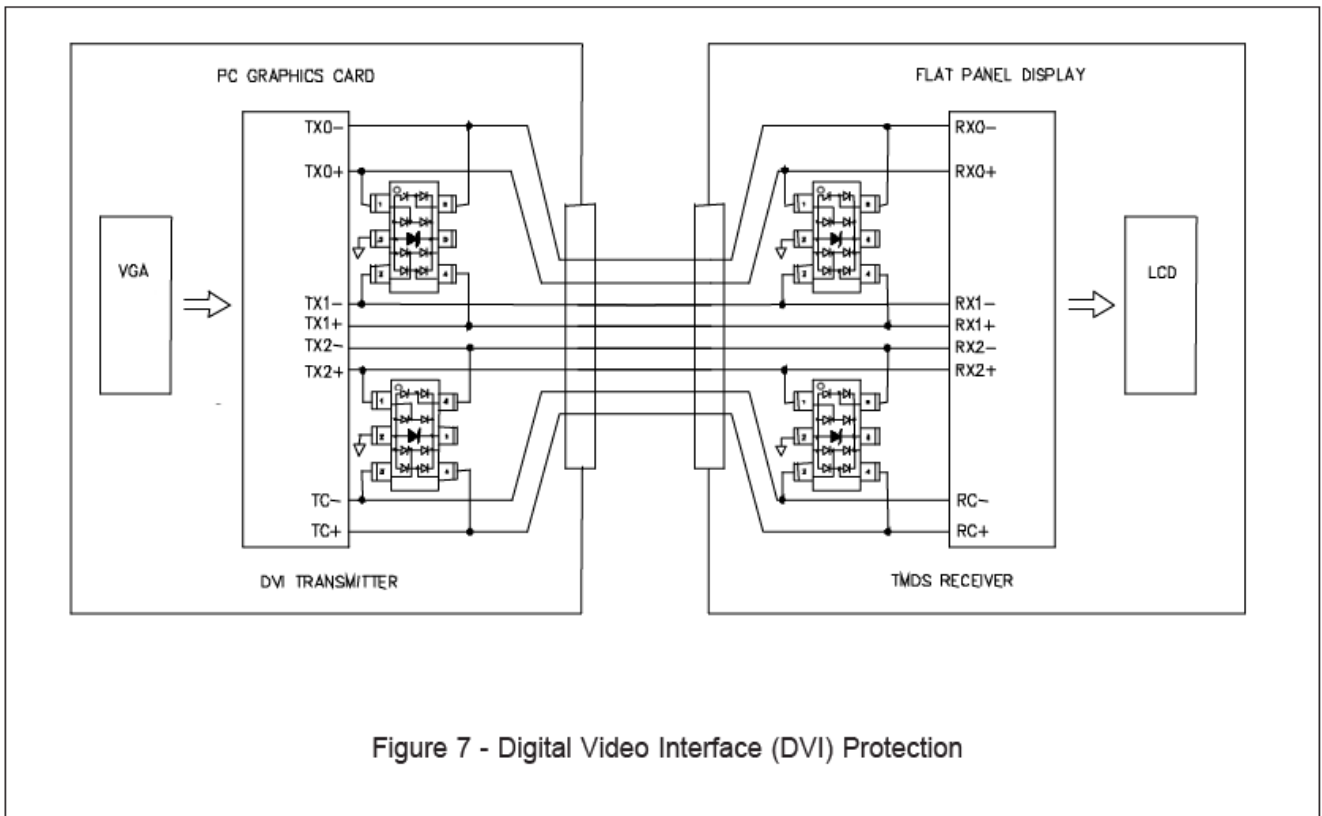 PC GRAPHICS CARD
FLAT PANEL DISPLAY
TX0-
TX0+
TX1-
TX1+
TX2-
TX2+
TC-
TC+
RX0-
RX0+
RX1-
RX1+
RX2-
RX2+
RC-
RC+
VGA
LCD
DVI TRANSMITTER
TMDS RECEIVER
Figure 7 - Digital Video Interface (DVI) Protection